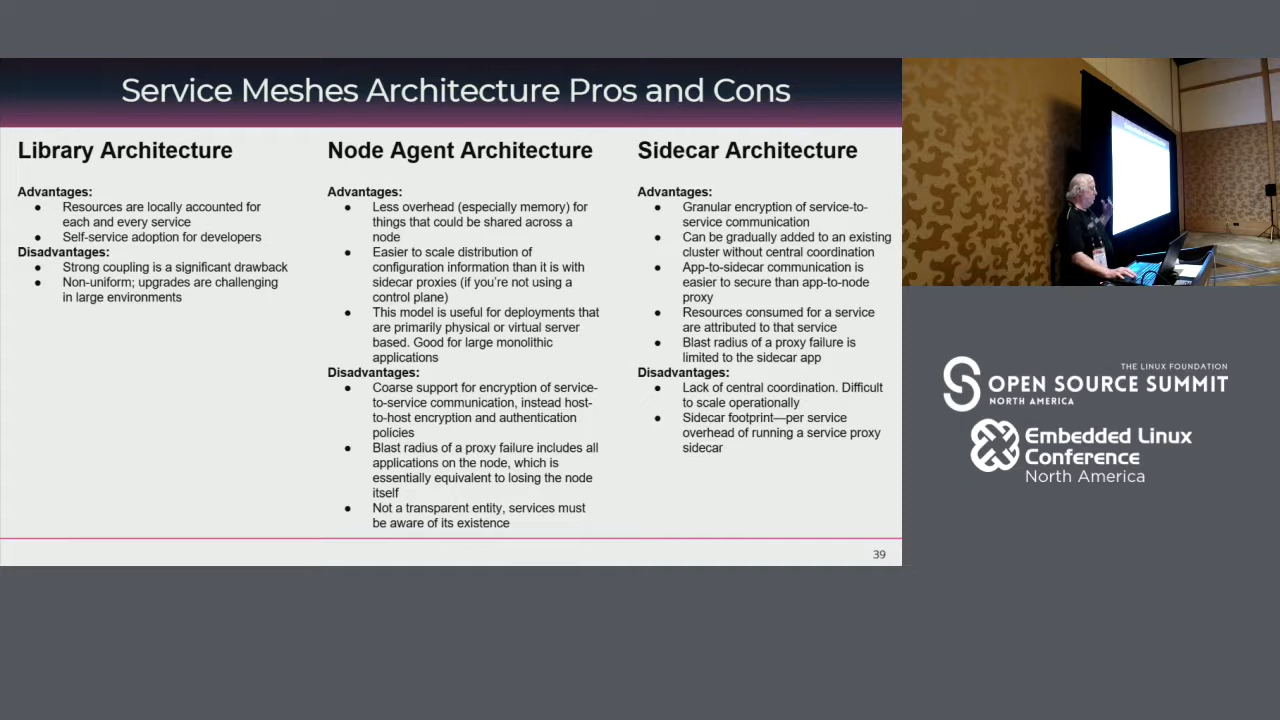 Service Meshes Architecture Pros and Cons
Library Architecture
Advantages:
● Resources are locally accounted for
each and every service
● Self-service adoption for developers
Disadvantages:
● Strong coupling is a significant drawback
● Non-uniform; upgrades are challenging
in large environments
Node Agent Architecture
Advantages:
● Less overhead (especially memory) for
things that could be shared across a
node
● Easier to scale distribution of
configuration information than it is with
sidecar proxies (if you're not using a
control plane)
● This model is useful for deployments that
are primarily physical or virtual server
based. Good for large monolithic
applications
Disadvantages:
● Coarse support for encryption of service-
to-service communication, instead host-
to-host encryption and authentication
policies
● Blast radius of a proxy failure includes all
applications on the node, which is
essentially equivalent to losing the node
itself
● Not a transparent entity, services must
be aware of its existence
Sidecar Architecture
Advantages:
● Granular encryption of service-to-
service communication
● Can be gradually added to an existing
cluster without central coordination
● App-to-sidecar communication is
easier to secure than app-to-node
proxy
● Resources consumed for a service
are attributed to that service
● Blast radius of a proxy failure is
limited to the sidecar app
Disadvantages:
● Lack of central coordination. Difficult
to scale operationally
● Sidecar footprint—per service
overhead of running a service proxy
sidecar
39
THE LINUX FOUNDATION
OPEN SOURCE SUMMIT
NORTH AMERICA
Embedded Linux
Conference
North America